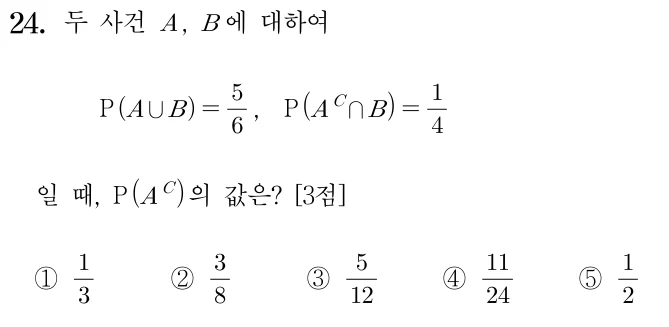 24. 두 사건 A, B에 대하여
P(A∪B)=5/6, P(A^C∩B)=1/4
일 때, P(A^C)의 값은? [3점]
① 1/3 ② 3/8 ③ 5/12 ④ 11/24 ⑤ 1/2